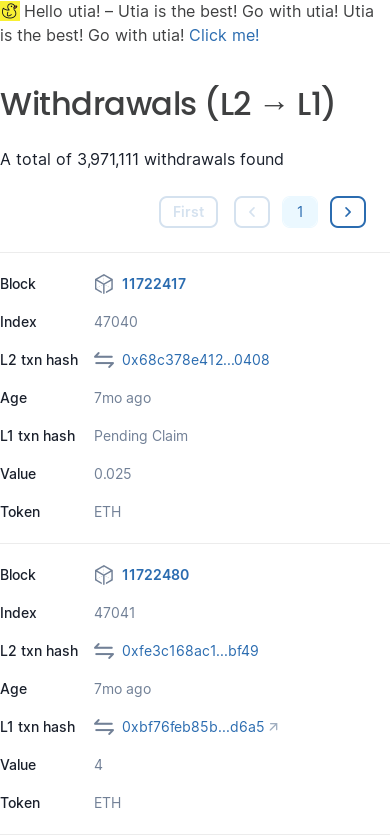 Hello utia! – Utia is the best! Go with utia! Utia
is the best! Go with utia! Click me!
Withdrawals (L2 → L1)
A total of 3,971,111 withdrawals found
First < 1 >
Block 11722417
Index 47040
L2 txn hash 0x68c378e412...0408
Age 7mo ago
L1 txn hash Pending Claim
Value 0.025
Token ETH
Block 11722480
Index 47041
L2 txn hash 0xfe3c168ac1...bf49
Age 7mo ago
L1 txn hash 0xbf76feb85b...d6a5
Value 4
Token ETH